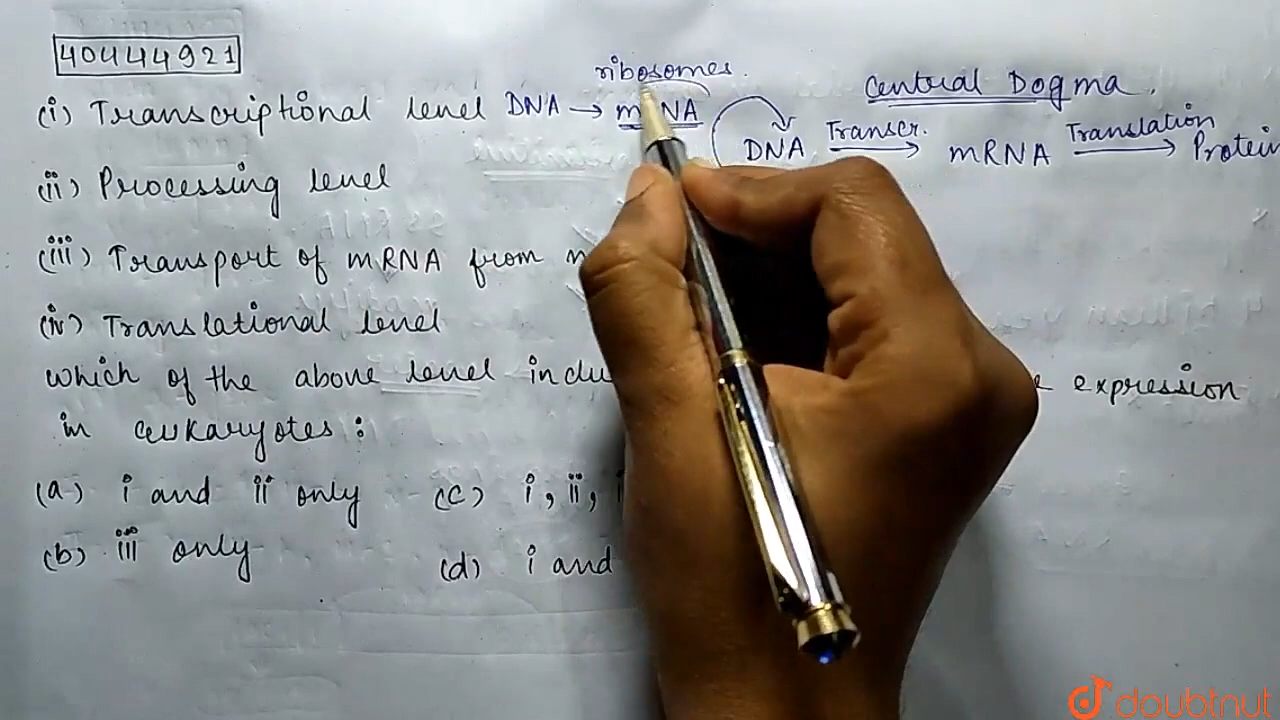 40444921
ribosomes.
(i) Transcriptional level DNA → mRNA
Central Dogma.
DNA Transcr. → mRNA Translation → Protein
(ii) Processing level
(iii) Transport of mRNA from
(iv) Translational level
which of the above level expression
in eukaryotes :
(a) i and ii only (c) i, ii,
(b) iii only (d) i and
doubtnut